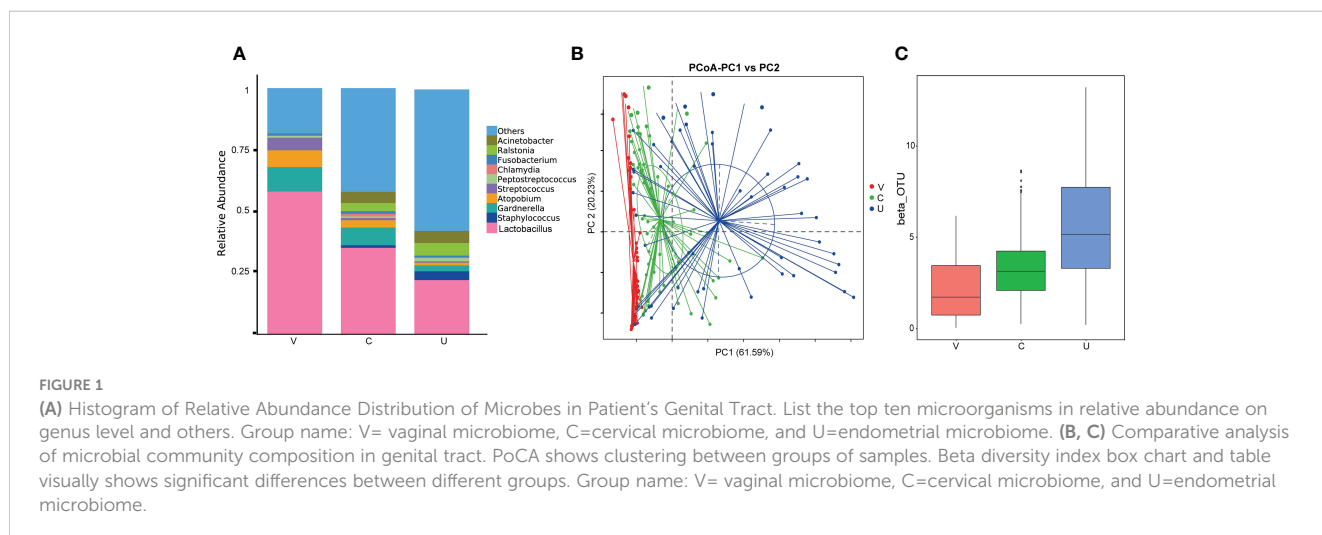 A
B
C
1
0.75
0.5
0.25
0
Relative Abundance
V
C
U
Others
Acinetobacter
Ralstonia
Fusobacterium
Chlamydia
Peptostreptococcus
Streptococcus
Atopobium
Gardnerella
Staphylococcus
Lactobacillus
PCoA-PC1 vs PC2
PC 2 (20.23%)
PC1 (61.59%)
V
C
U
beta_OTU
10
5
0
V
C
U
FIGURE 1
(A) Histogram of Relative Abundance Distribution of Microbes in Patient's Genital Tract. List the top ten microorganisms in relative abundance on
genus level and others. Group name: V= vaginal microbiome, C=cervical microbiome, and U=endometrial microbiome. (B, C) Comparative analysis
of microbial community composition in genital tract. PoCA shows clustering between groups of samples. Beta diversity index box chart and table
visually shows significant differences between different groups. Group name: V= vaginal microbiome, C=cervical microbiome, and U=endometrial
microbiome.